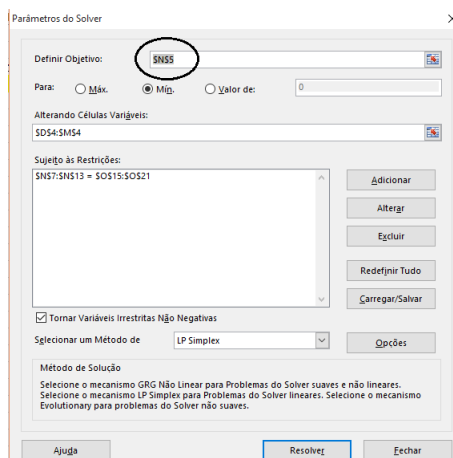 Parâmetros do Solver
Definir Objetivo: $N$5
Para: Máx. Mín. Valor de: 0
Alterando Células Variáveis:
$D$4:$M$4
Sujeito às Restrições:
$N$7:$N$13 = $O$15:$O$21
Adicionar
Alterar
Excluir
Redefinir Tudo
Carregar/Salvar
Tornar Variáveis Irrestritas Não Negativas
Selecionar um Método de LP Simplex
Opções
Método de Solução
Selecione o mecanismo GRG Não Linear para Problemas do Solver suaves e não lineares.
Selecione o mecanismo LP Simplex para Problemas do Solver lineares. Selecione o mecanismo
Evolutionary para problemas do Solver não suaves.
Ajuda Resolver Fechar